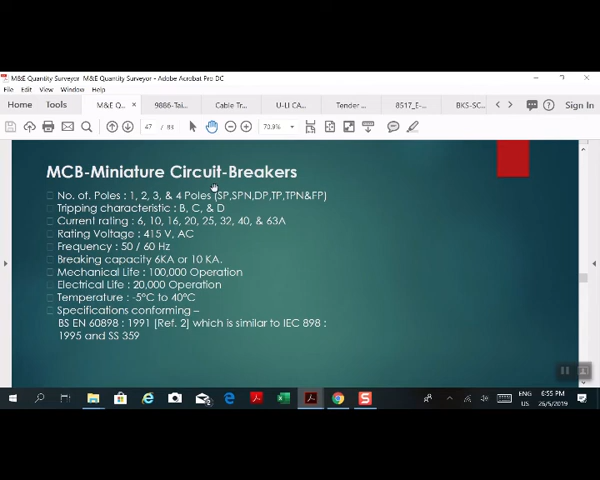 M&E Quantity Surveyor M&E Quantity Surveyor - Adobe Acrobat Pro DC
File Edit View Window Help
Home Tools M&E Q... × 9886-Tai... Cable Tr... U-LI CA... Tender ... 8517_E-... BKS-SC... Sign In
47 / 70.9%
MCB-Miniature Circuit-Breakers
No. of. Poles : 1, 2, 3, & 4 Poles (SP,SPN,DP,TP,TPN&FP)
Tripping characteristic : B, C, & D
Current rating : 6, 10, 16, 20, 25, 32, 40, & 63A
Rating Voltage : 415 V, AC
Frequency : 50 / 60 Hz
Breaking capacity 6KA or 10 KA.
Mechanical Life : 100,000 Operation
Electrical Life : 20,000 Operation
Temperature : -5°C to 40°C
Specifications conforming –
BS EN 60898 : 1991 [Ref. 2] which is similar to IEC 898 :
1995 and SS 359
ENG 6:55 PM
US 26/5/2019